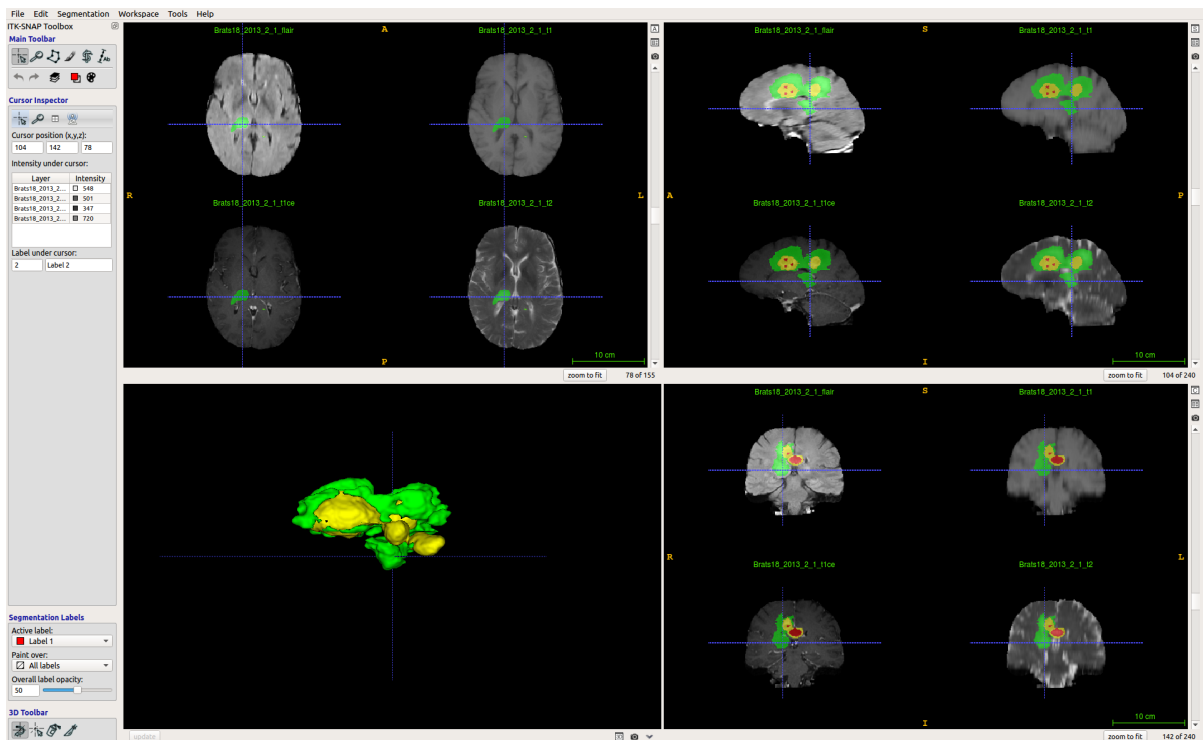 File Edit Segmentation Workspace Tools Help
ITK-SNAP Toolbox
Main Toolbar
Cursor Inspector
Cursor position (x,y,z):
104 142 78
Intensity under cursor:
Layer Intensity
Brats18_2013_2... 548
Brats18_2013_2... 501
Brats18_2013_2... 347
Brats18_2013_2... 720
Label under cursor:
2 Label 2
Segmentation Labels
Active label:
Label 1
Paint over:
All labels
Overall label opacity:
50
3D Toolbar
Brats18_2013_2_1_flair
A
Brats18_2013_2_1_t1
A
R
L
Brats18_2013_2_1_t1ce
Brats18_2013_2_1_t2
P
10 cm
zoom to fit
78 of 155
Brats18_2013_2_1_flair
S
Brats18_2013_2_1_t1
S
A
P
Brats18_2013_2_1_t1ce
Brats18_2013_2_1_t2
I
10 cm
zoom to fit
104 of 240
update
Brats18_2013_2_1_flair
S
Brats18_2013_2_1_t1
C
R
L
Brats18_2013_2_1_t1ce
Brats18_2013_2_1_t2
I
10 cm
zoom to fit
142 of 240